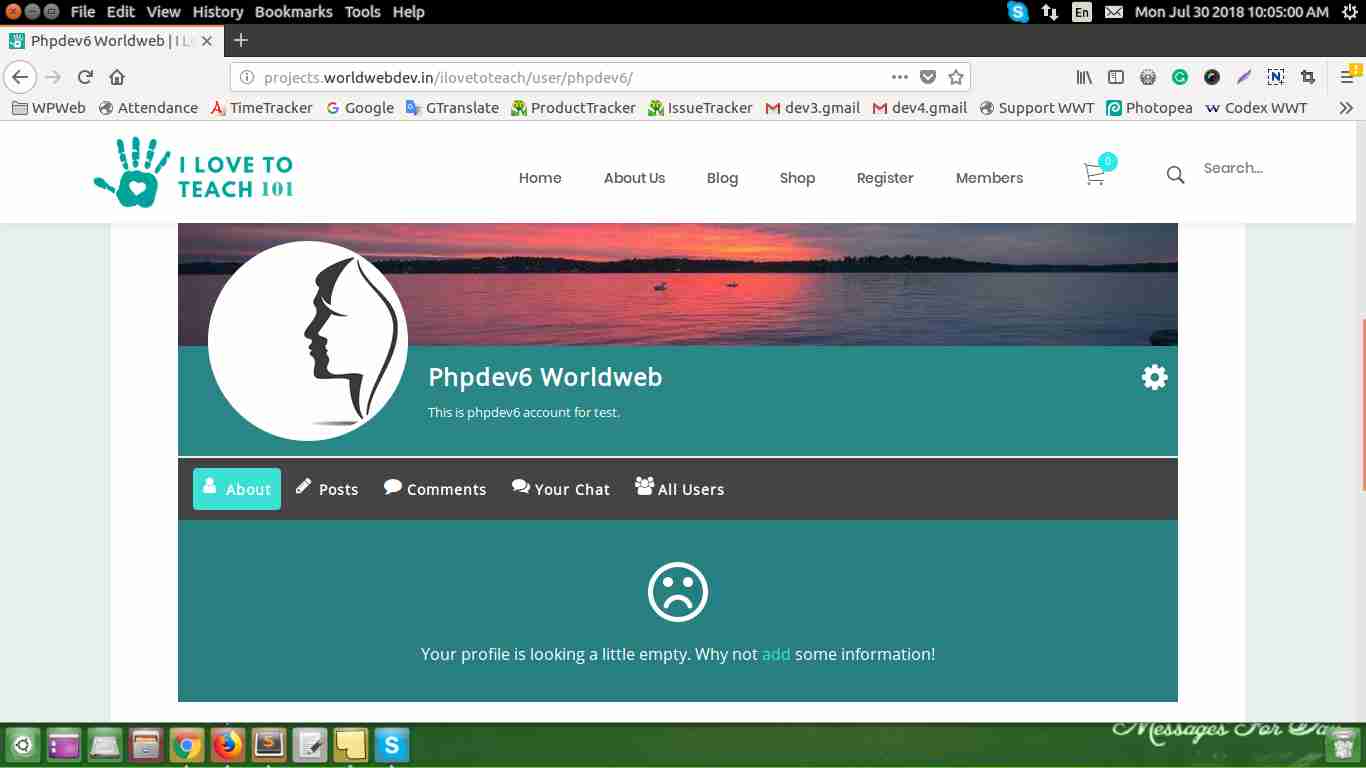 File Edit View History Bookmarks Tools Help
En Mon Jul 30 2018 10:05:00 AM
Phpdev6 Worldweb | I L
projects.worldwebdev.in/ilovetoteach/user/phpdev6/
WPWeb Attendance TimeTracker Google GTranslate ProductTracker IssueTracker dev3.gmail dev4.gmail Support WWT Photopea Codex WWT
I LOVE TO
TEACH 101
Home About Us Blog Shop Register Members 0 Search...
Phpdev6 Worldweb
This is phpdev6 account for test.
About Posts Comments Your Chat All Users
Your profile is looking a little empty. Why not add some information!
Messages For Day